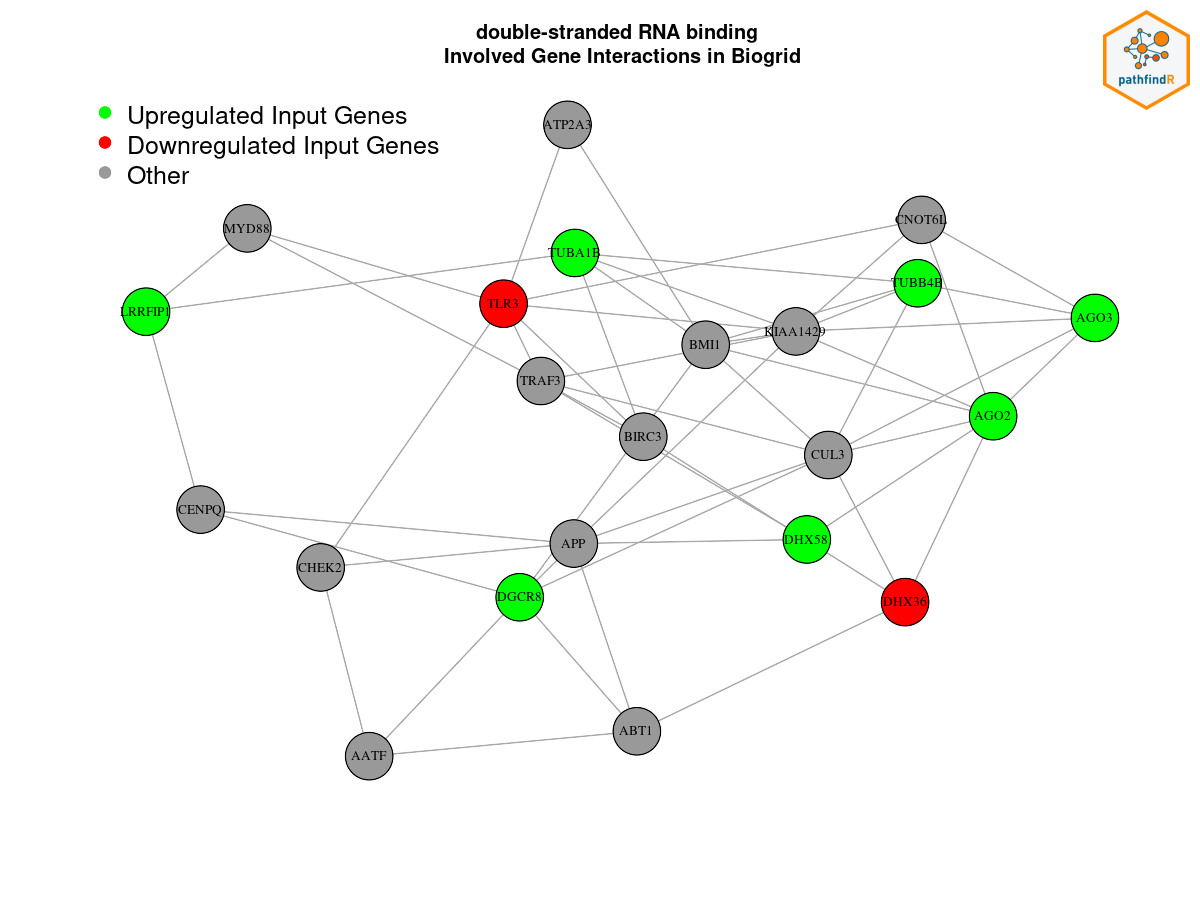 double-stranded RNA binding
Involved Gene Interactions in Biogrid
pathfindR
Upregulated Input Genes
Downregulated Input Genes
Other
ATP2A3
MYD88
CNOT6L
TUBA1B
TUBB4B
TLR3
LRRFIP1
AGO3
KIAA1429
BMI1
TRAF3
AGO2
BIRC3
CUL3
CENPQ
DHX58
APP
CHEK2
DGCR8
DHX36
ABT1
AATF